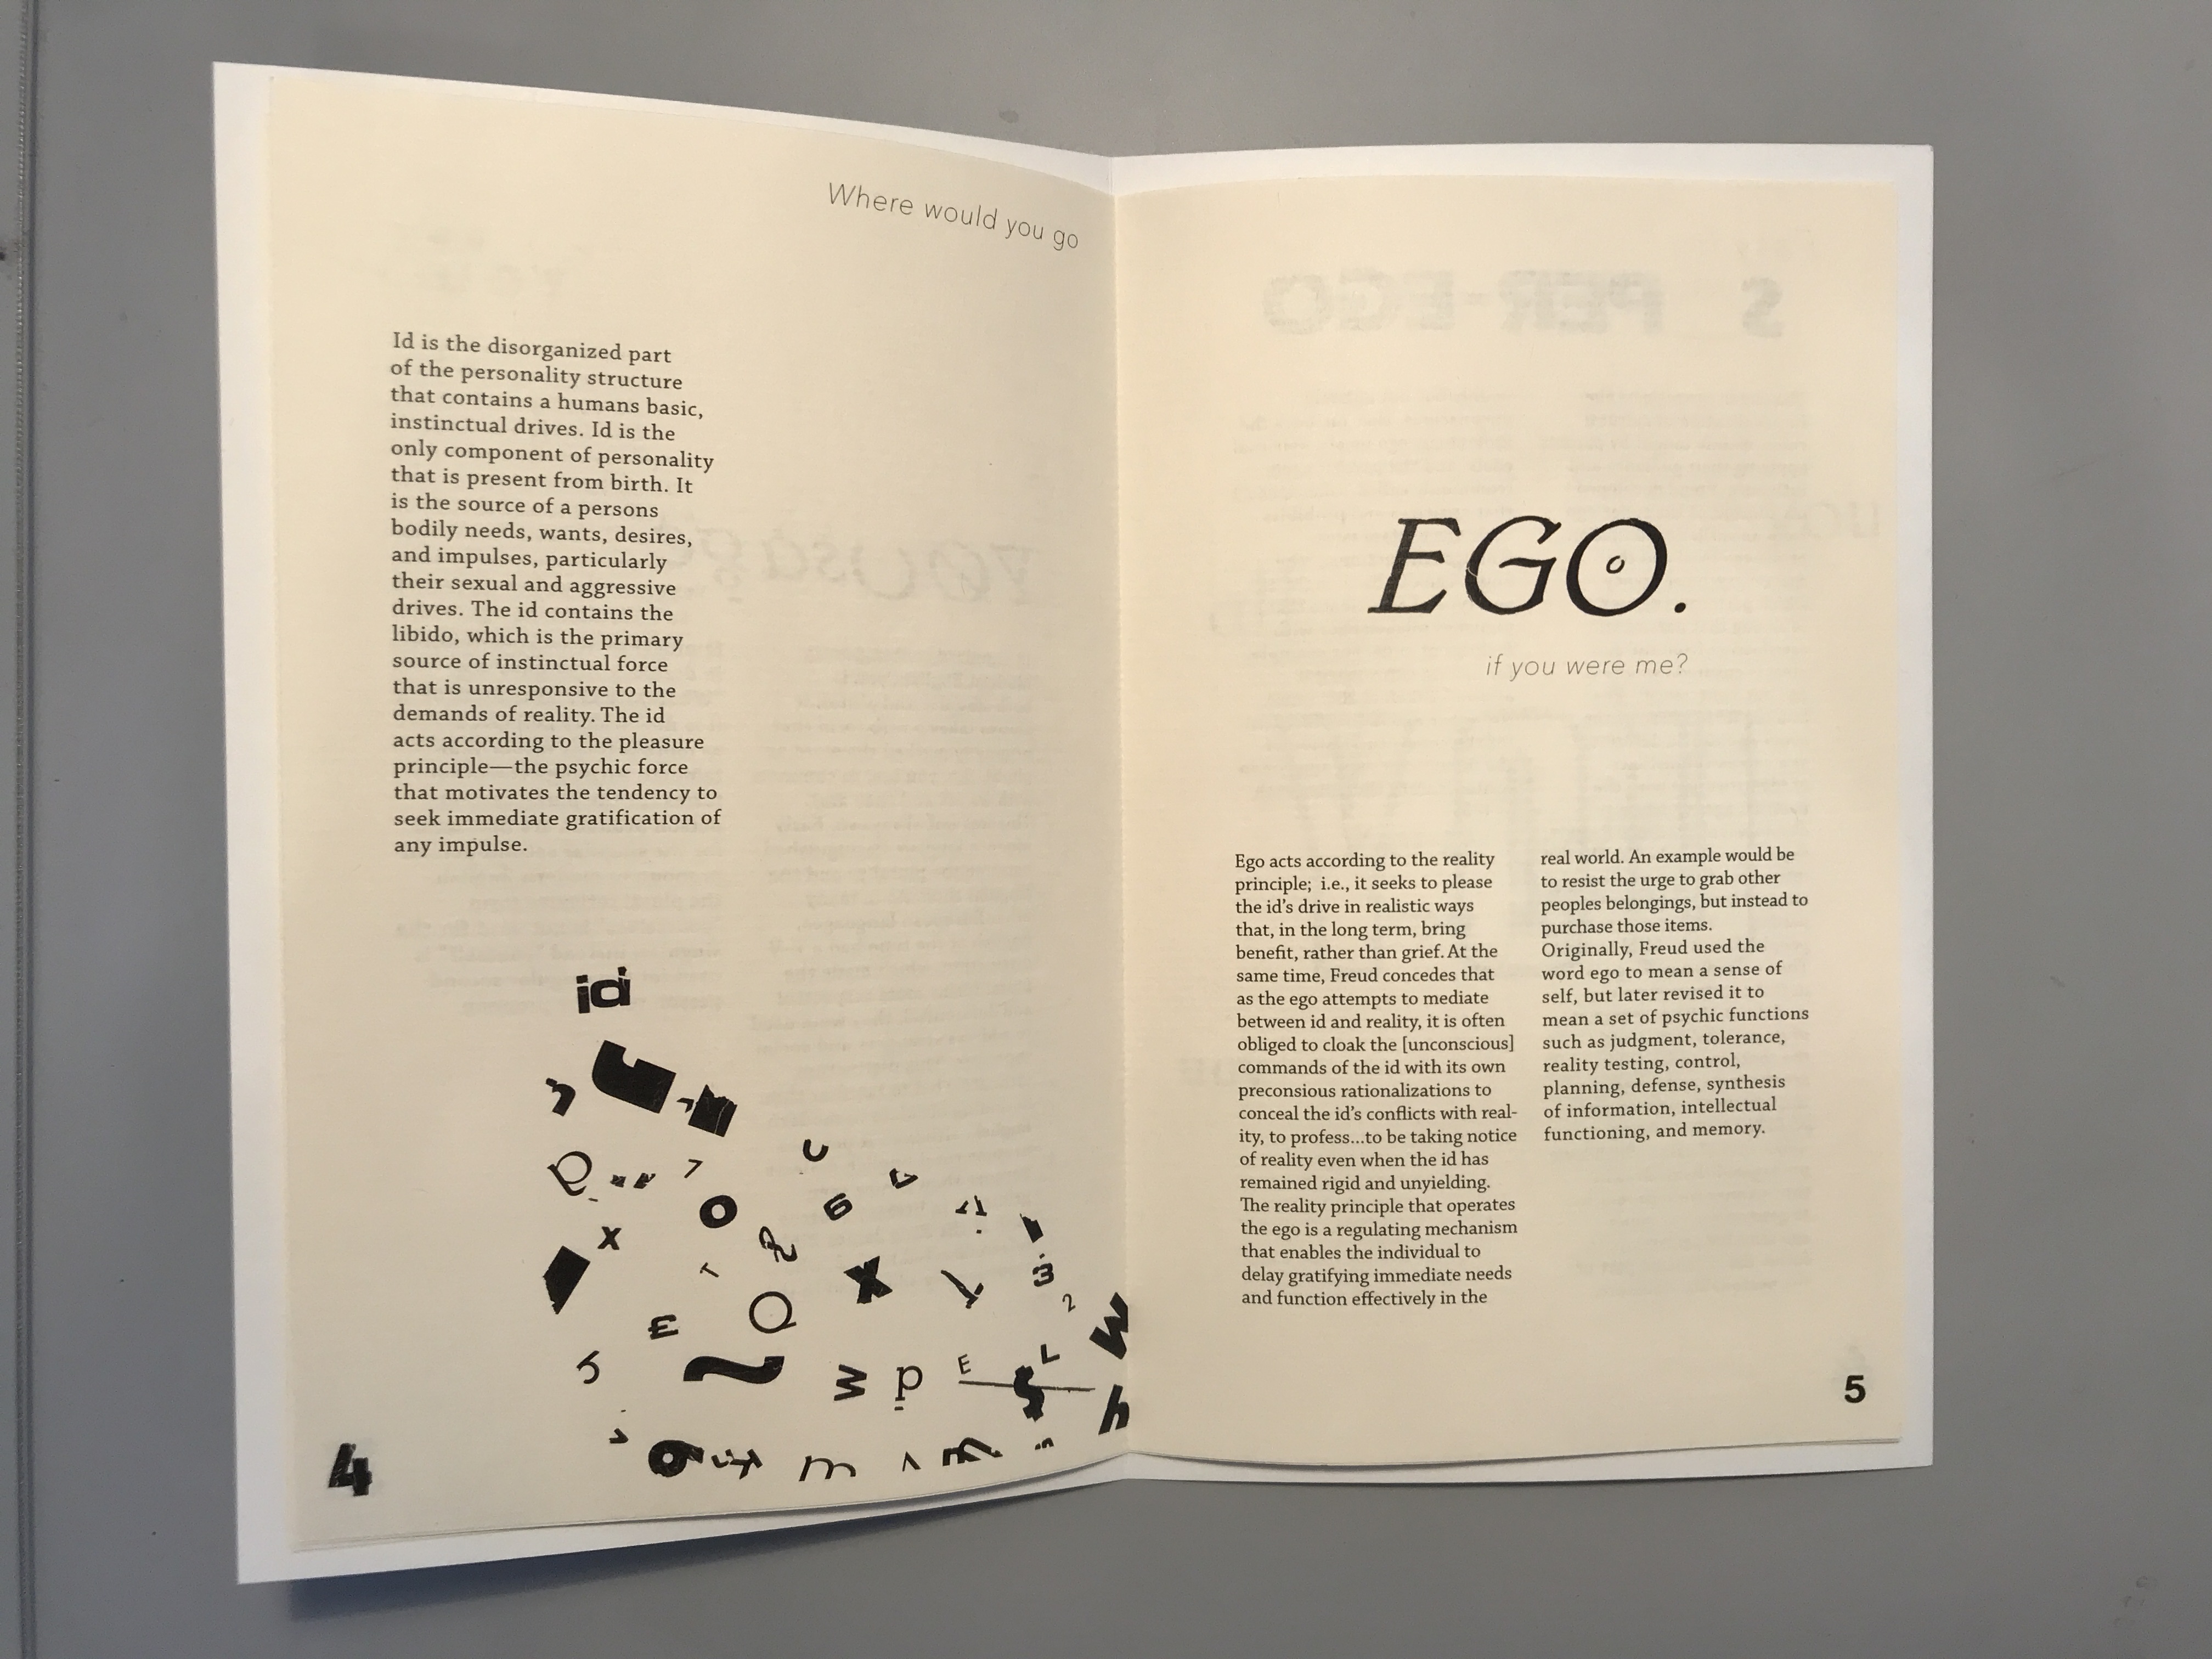 Where would you go
Id is the disorganized part
of the personality structure
that contains a humans basic,
instinctual drives. Id is the
only component of personality
that is present from birth. It
is the source of a persons
bodily needs, wants, desires,
and impulses, particularly
their sexual and aggressive
drives. The id contains the
libido, which is the primary
source of instinctual force
that is unresponsive to the
demands of reality. The id
acts according to the pleasure
principle—the psychic force
that motivates the tendency to
seek immediate gratification of
any impulse.
id
4
EGO.
if you were me?
Ego acts according to the reality
principle; i.e., it seeks to please
the id's drive in realistic ways
that, in the long term, bring
benefit, rather than grief. At the
same time, Freud concedes that
as the ego attempts to mediate
between id and reality, it is often
obliged to cloak the [unconscious]
commands of the id with its own
preconsious rationalizations to
conceal the id's conflicts with real-
ity, to profess...to be taking notice
of reality even when the id has
remained rigid and unyielding.
The reality principle that operates
the ego is a regulating mechanism
that enables the individual to
delay gratifying immediate needs
and function effectively in the
real world. An example would be
to resist the urge to grab other
peoples belongings, but instead to
purchase those items.
Originally, Freud used the
word ego to mean a sense of
self, but later revised it to
mean a set of psychic functions
such as judgment, tolerance,
reality testing, control,
planning, defense, synthesis
of information, intellectual
functioning, and memory.
5